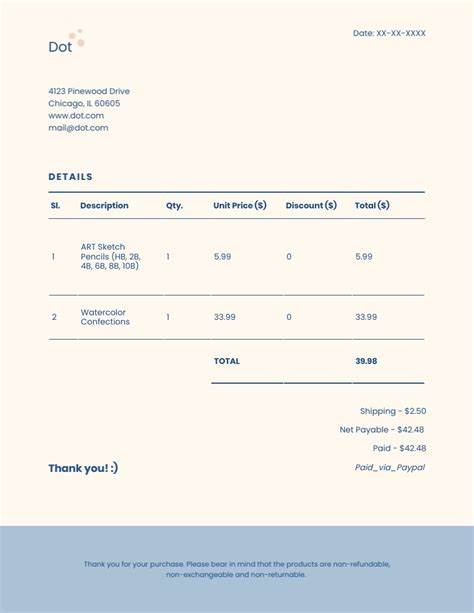 Date: XX-XX-XXXX
Dot
4123 Pinewood Drive
Chicago, IL 60605
www.dot.com
mail@dot.com
DETAILS
Sl. Description Qty. Unit Price ($) Discount ($) Total ($)
1 ART Sketch Pencils (HB, 2B, 4B, 6B, 8B, 10B) 1 5.99 0 5.99
2 Watercolor Confections 1 33.99 0 33.99
TOTAL 39.98
Shipping - $2.50
Net Payable - $42.48
Paid - $42.48
Thank you! :) Paid_via_Paypal
Thank you for your purchase. Please bear in mind that the products are non-refundable,
non-exchangeable and non-returnable.